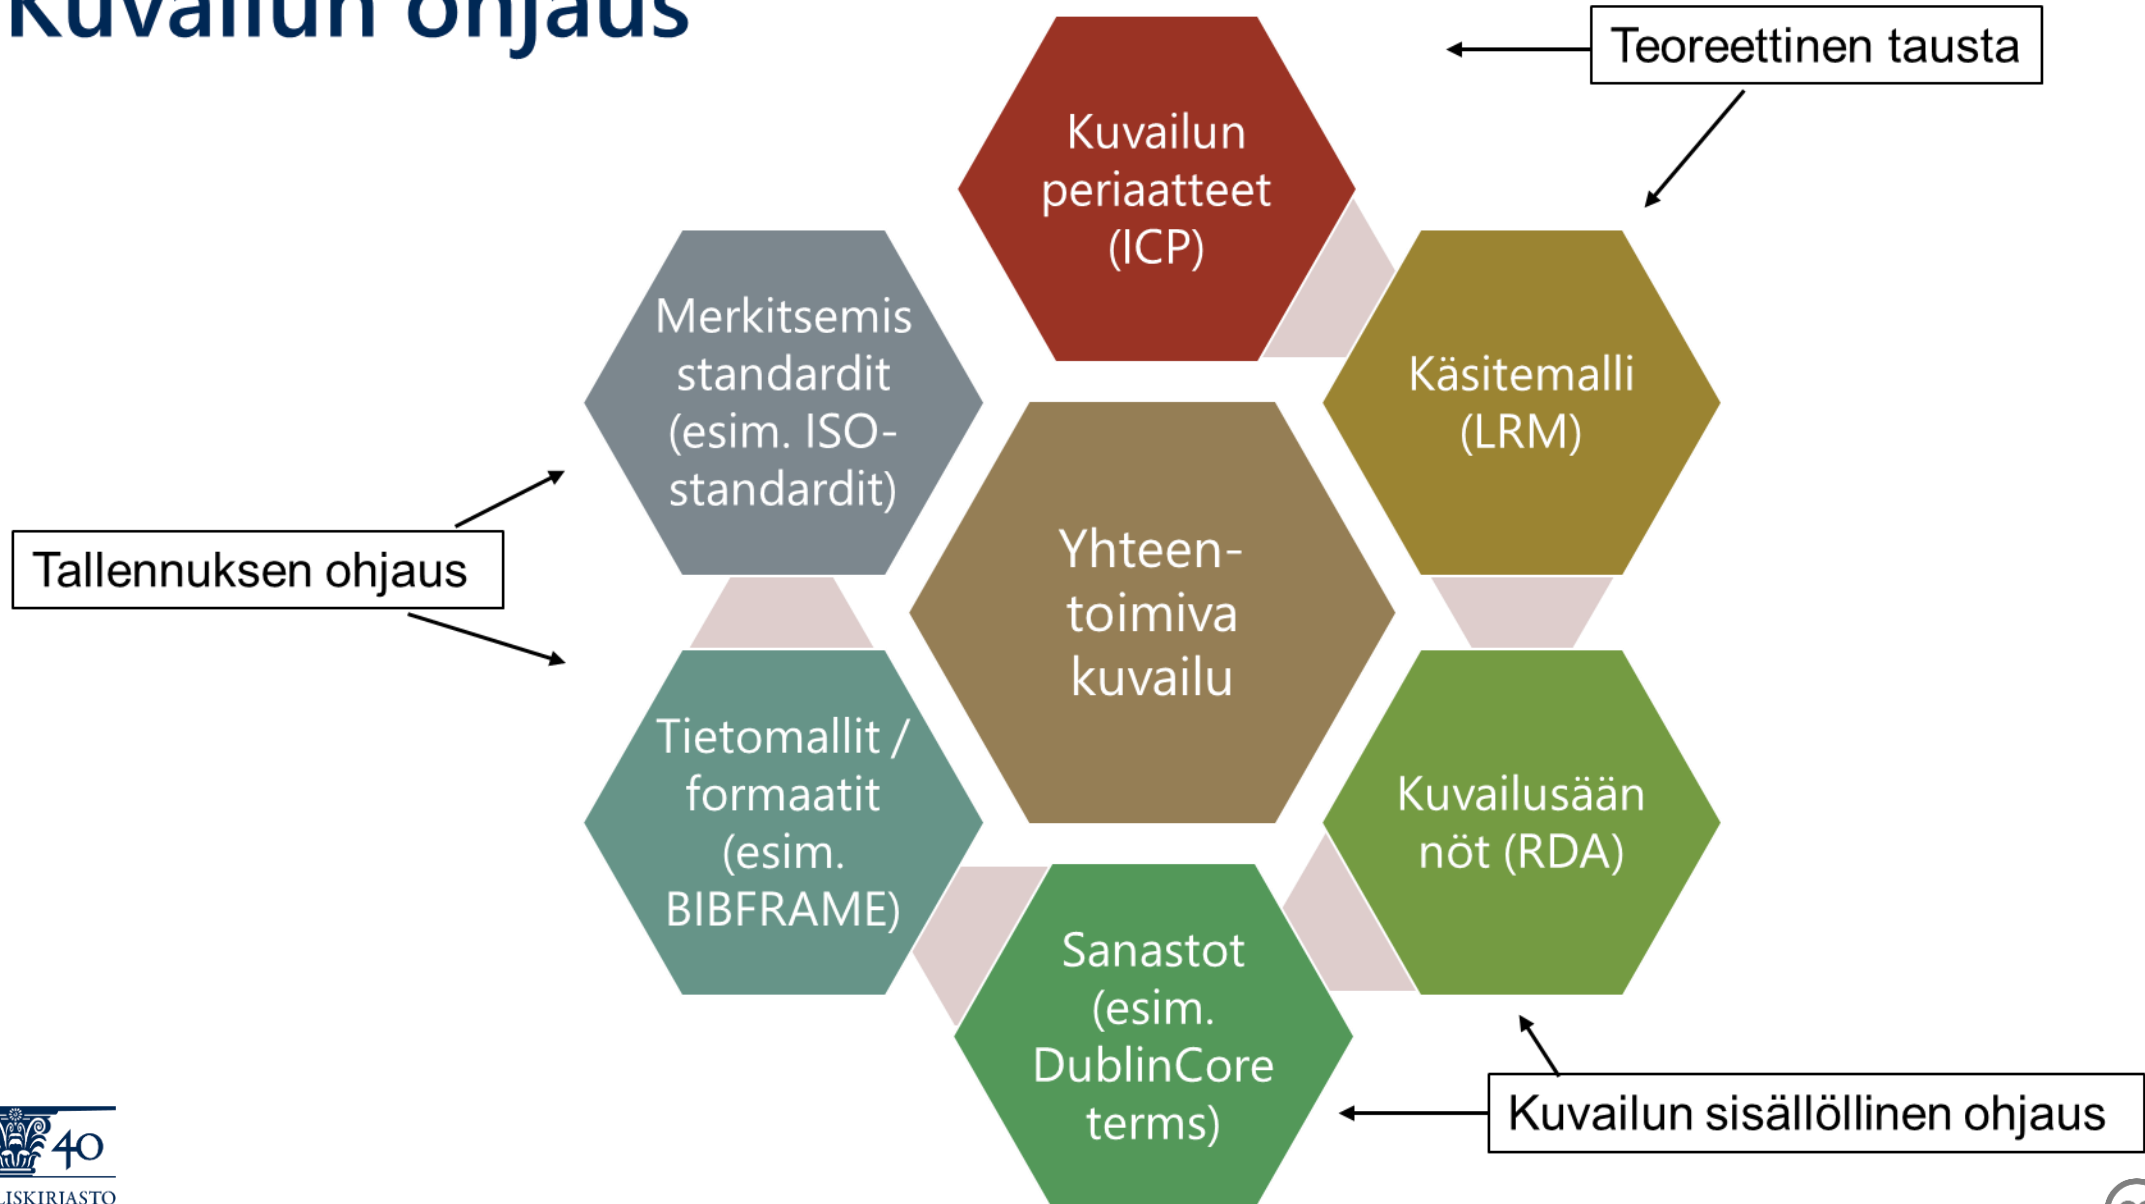 Kuvailun ohjaus
Teoreettinen tausta
Kuvailun
periaatteet
(ICP)
Käsitemalli
(LRM)
Merkitsemis
standardit
(esim. ISO-
standardit)
Yhteen-
toimiva
kuvailu
Tallennuksen ohjaus
Tietomallit /
formaatit
(esim.
BIBFRAME)
Kuvailusään
nöt (RDA)
Sanastot
(esim.
DublinCore
terms)
Kuvailun sisällöllinen ohjaus
40